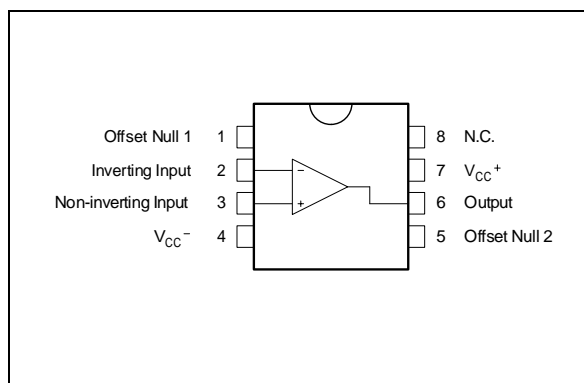 Offset Null 1 1 8 N.C.
Inverting Input 2 − 7 VCC+
Non-inverting Input 3 + 6 Output
VCC− 4 5 Offset Null 2